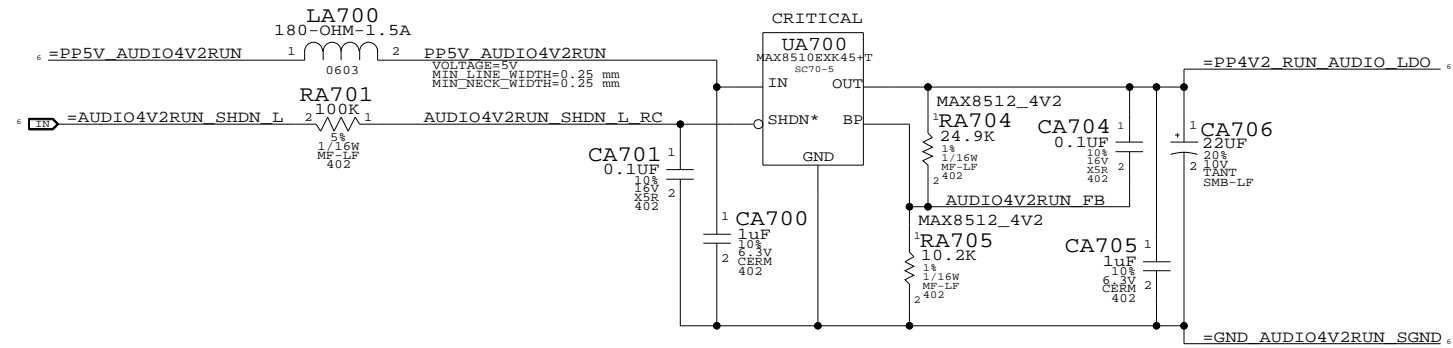 LA700
180-OHM-1.5A
6 =PP5V_AUDIO4V2RUN 1 2 PP5V_AUDIO4V2RUN
0603
VOLTAGE=5V
MIN_LINE_WIDTH=0.25 mm
MIN_NECK_WIDTH=0.25 mm
RA701
100K
6 IN =AUDIO4V2RUN_SHDN_L 2 1 AUDIO4V2RUN_SHDN_L_RC
5%
1/16W
MF-LF
402
CA701 1
0.1UF
10%
16V
X5R 2
402
1 CA700
1uF
10%
6.3V
2 CERM
402
CRITICAL
UA700
MAX8510EXK45+T
SC70-5
IN OUT
SHDN* BP
GND
MAX8512_4V2
1 RA704
24.9K
1%
1/16W
MF-LF
2 402
AUDIO4V2RUN_FB
MAX8512_4V2
1 RA705
10.2K
1%
1/16W
MF-LF
2 402
CA704 1
0.1UF
10%
16V
X5R 2
402
CA705 1
1uF
10%
6.3V
CERM 2
402
=PP4V2_RUN_AUDIO_LDO 6
1 CA706
+ 22UF
20%
10V
2 TANT
SMB-LF
=GND_AUDIO4V2RUN_SGND 6